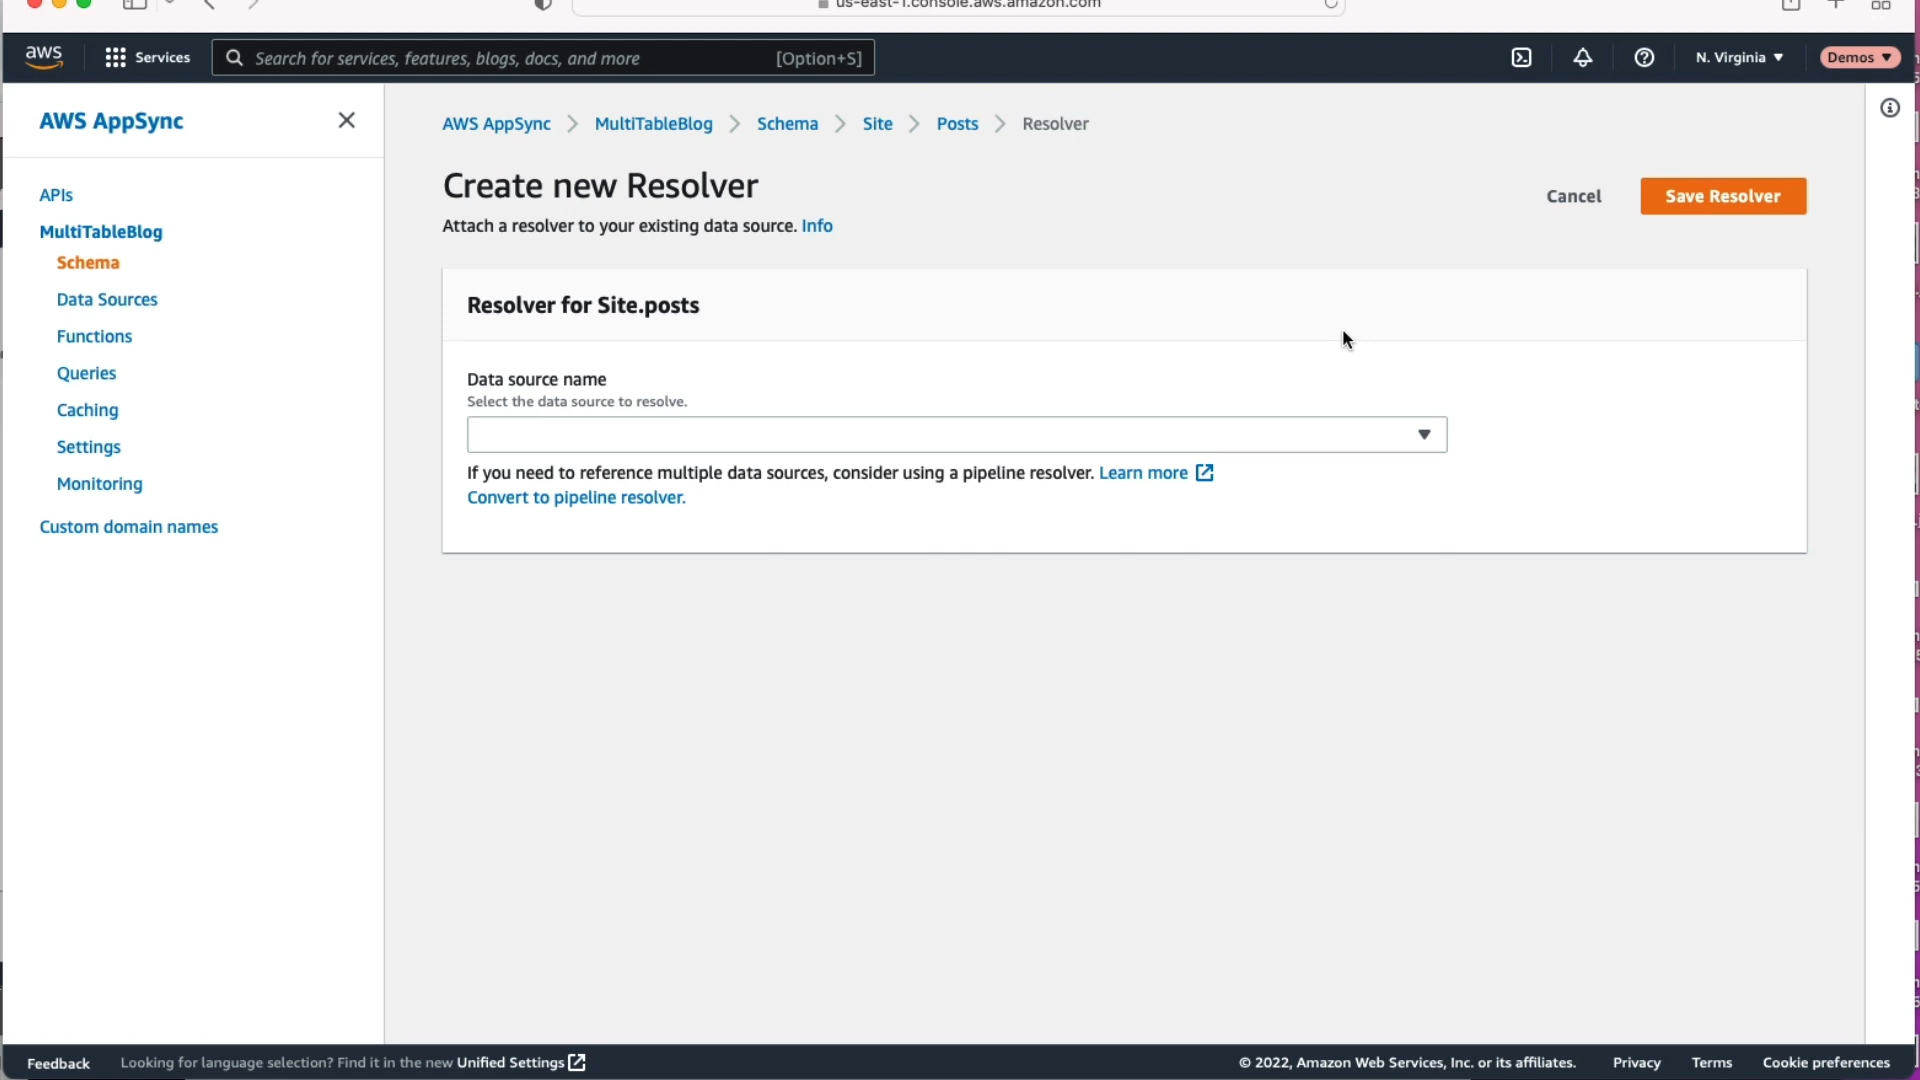 us-east-1.console.aws.amazon.com
aws
Services
Search for services, features, blogs, docs, and more
[Option+S]
N. Virginia
Demos
AWS AppSync
APIs
MultiTableBlog
Schema
Data Sources
Functions
Queries
Caching
Settings
Monitoring
Custom domain names
AWS AppSync > MultiTableBlog > Schema > Site > Posts > Resolver
Create new Resolver
Attach a resolver to your existing data source. Info
Cancel
Save Resolver
Resolver for Site.posts
Data source name
Select the data source to resolve.
If you need to reference multiple data sources, consider using a pipeline resolver. Learn more
Convert to pipeline resolver.
Feedback
Looking for language selection? Find it in the new Unified Settings
© 2022, Amazon Web Services, Inc. or its affiliates.
Privacy
Terms
Cookie preferences